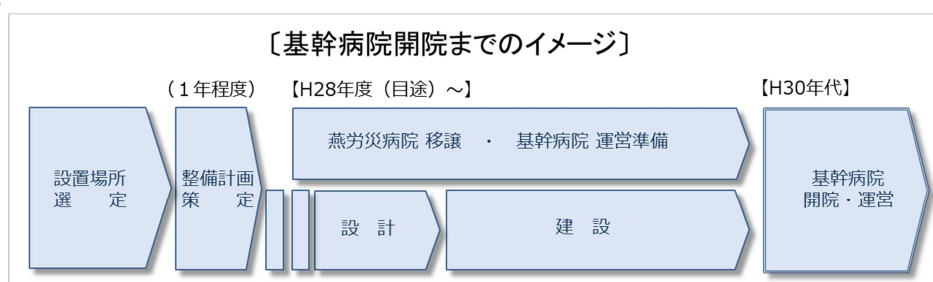 〔基幹病院開院までのイメージ〕
（１年程度）
【H28年度（目途）～】
【H30年代】
設置場所
選　　定
整備計画
策　　定
燕労災病院 移譲　・　基幹病院 運営準備
設　計
建　設
基幹病院
開院・運営